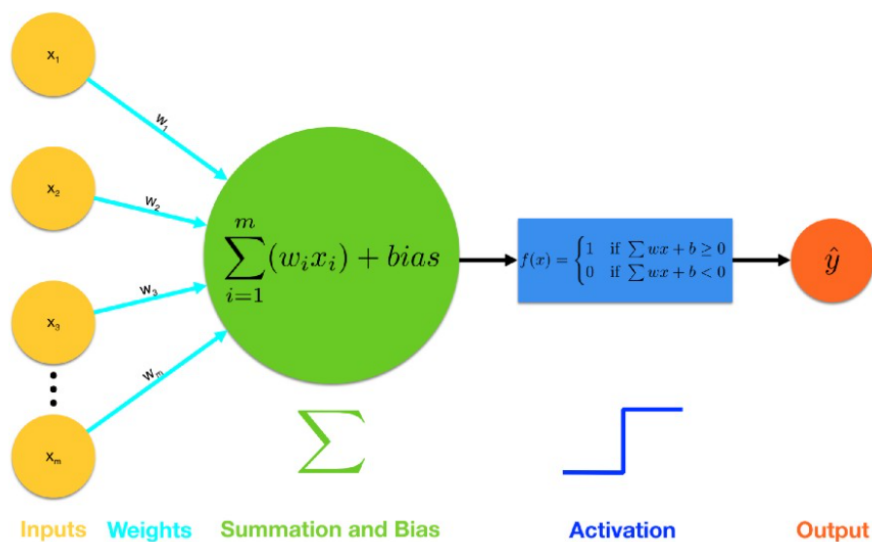 x₁
w₁
x₂
w₂
m
∑(wᵢxᵢ) + bias
i=1
f(x) = {1 if ∑ wx + b ≥ 0
0 if ∑ wx + b < 0
ŷ
w₃
x₃
wₘ
xₘ
∑
Inputs Weights Summation and Bias Activation Output